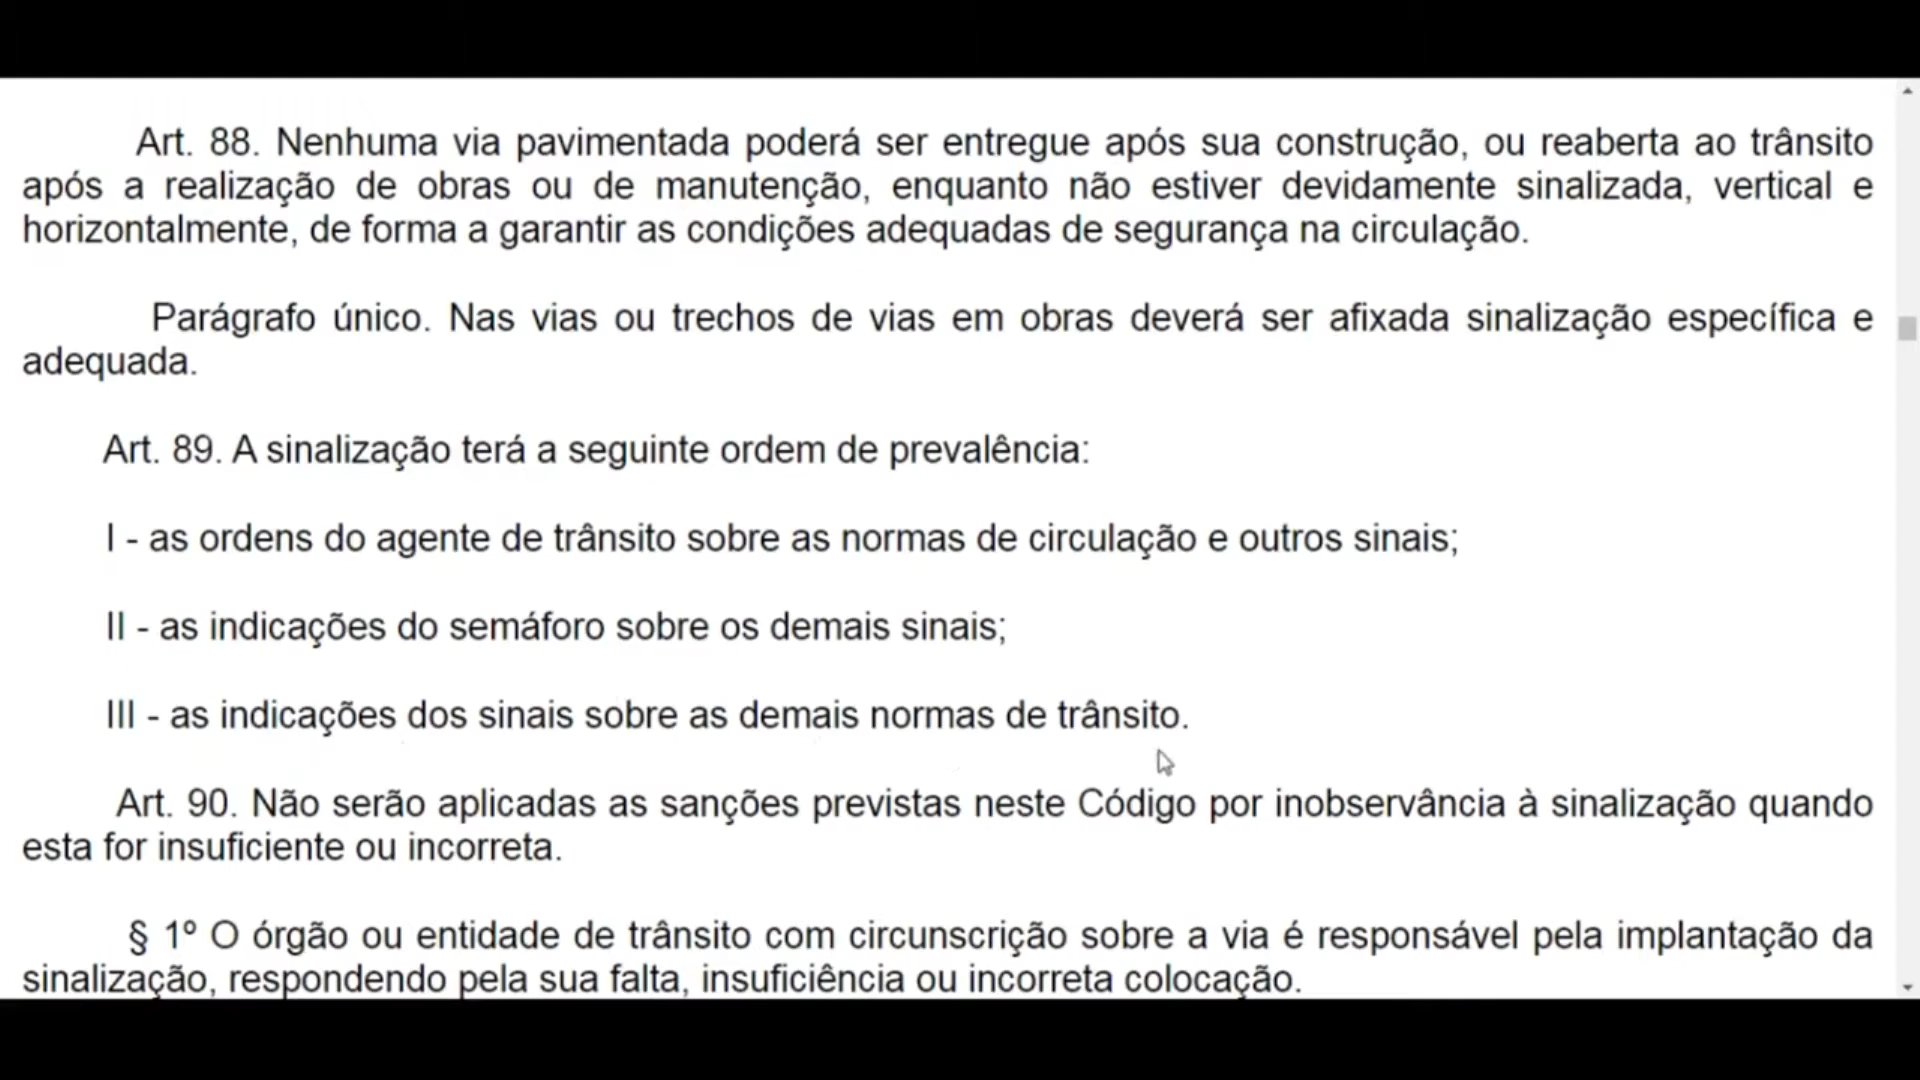 Art. 88. Nenhuma via pavimentada poderá ser entregue após sua construção, ou reaberta ao trânsito
após a realização de obras ou de manutenção, enquanto não estiver devidamente sinalizada, vertical e
horizontalmente, de forma a garantir as condições adequadas de segurança na circulação.
Parágrafo único. Nas vias ou trechos de vias em obras deverá ser afixada sinalização específica e
adequada.
Art. 89. A sinalização terá a seguinte ordem de prevalência:
I - as ordens do agente de trânsito sobre as normas de circulação e outros sinais;
II - as indicações do semáforo sobre os demais sinais;
III - as indicações dos sinais sobre as demais normas de trânsito.
Art. 90. Não serão aplicadas as sanções previstas neste Código por inobservância à sinalização quando
esta for insuficiente ou incorreta.
§ 1º O órgão ou entidade de trânsito com circunscrição sobre a via é responsável pela implantação da
sinalização, respondendo pela sua falta, insuficiência ou incorreta colocação.